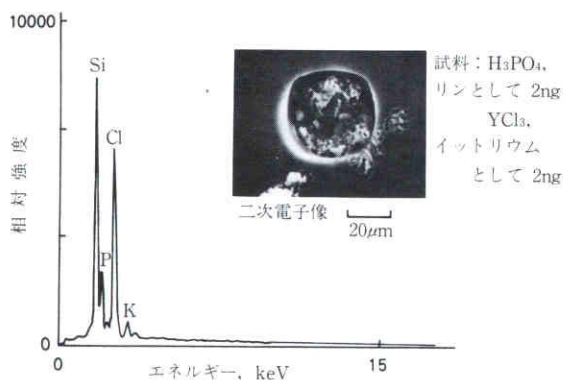 10000
Si
Cl
P
K
相対強度
0
0
15
エネルギー, keV
試料：H₃PO₄,
リンとして 2ng
YCl₃,
イットリウム
として 2ng
二次電子像
20μm